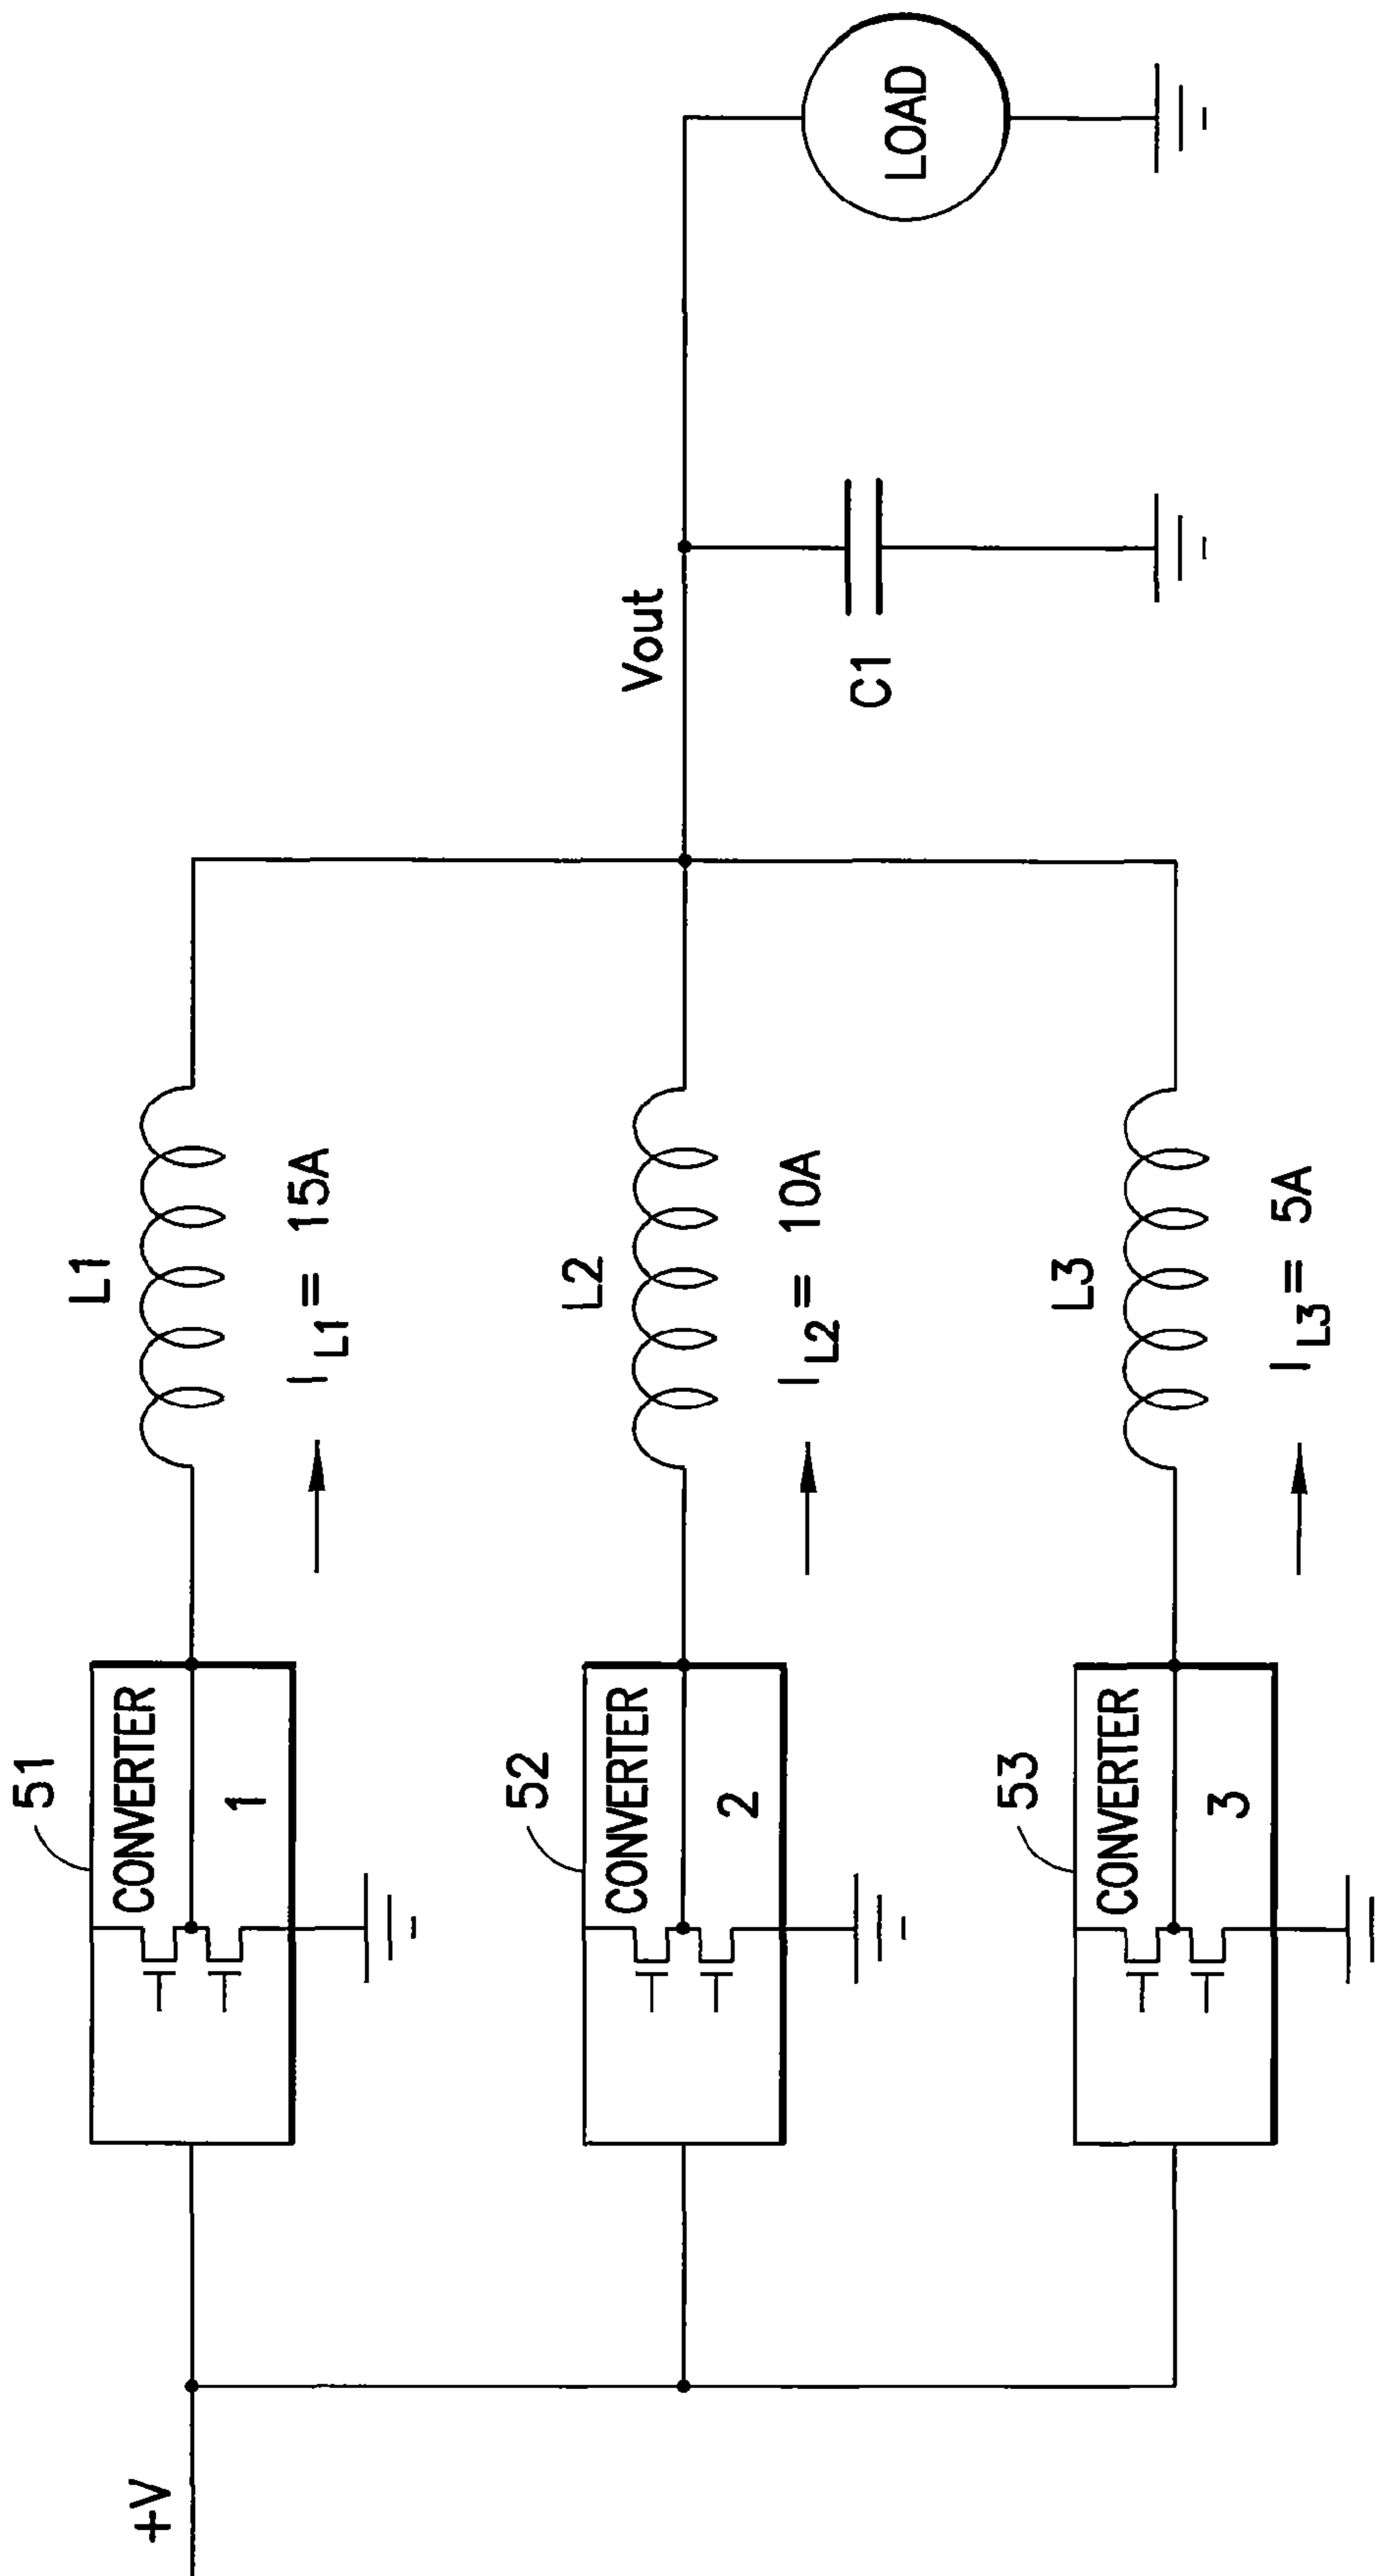 +V
51
CONVERTER
1
L1
I L1 = 15A
52
CONVERTER
2
L2
I L2 = 10A
53
CONVERTER
3
L3
I L3 = 5A
Vout
C1
LOAD